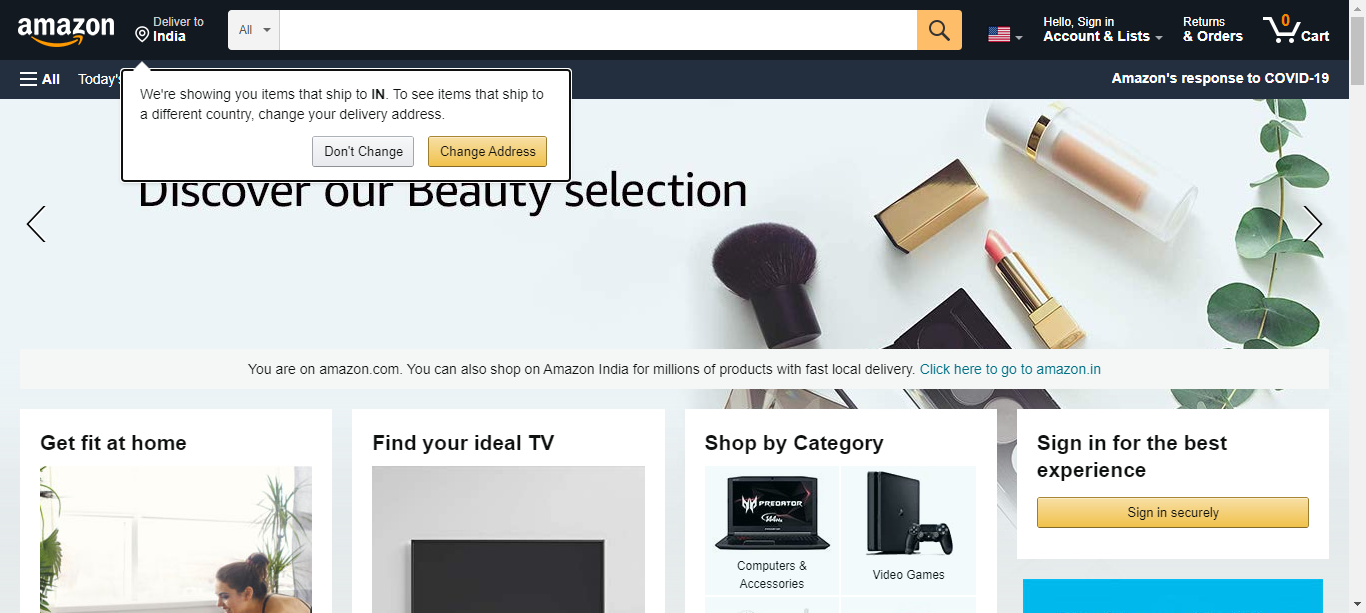 amazon
Deliver to
India
All
Hello, Sign in
Account & Lists
Returns
& Orders
0
Cart
All
Today's
Amazon's response to COVID-19
We're showing you items that ship to IN. To see items that ship to
a different country, change your delivery address.
Don't Change
Change Address
Discover our Beauty selection
You are on amazon.com. You can also shop on Amazon India for millions of products with fast local delivery. Click here to go to amazon.in
Get fit at home
Find your ideal TV
Shop by Category
PREDATOR
Computers &
Accessories
Video Games
Sign in for the best
experience
Sign in securely